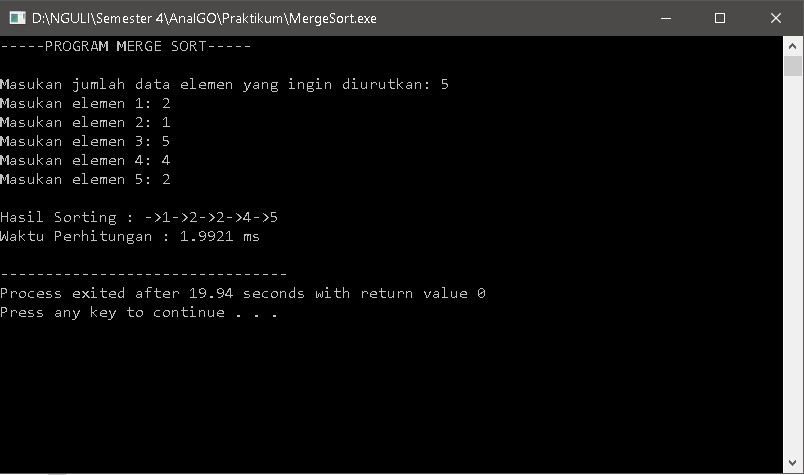 D:\NGULI\Semester 4\AnalGO\Praktikum\MergeSort.exe
-----PROGRAM MERGE SORT-----
Masukan jumlah data elemen yang ingin diurutkan: 5
Masukan elemen 1: 2
Masukan elemen 2: 1
Masukan elemen 3: 5
Masukan elemen 4: 4
Masukan elemen 5: 2
Hasil Sorting : ->1->2->2->4->5
Waktu Perhitungan : 1.9921 ms
--------------------------------
Process exited after 19.94 seconds with return value 0
Press any key to continue . . .